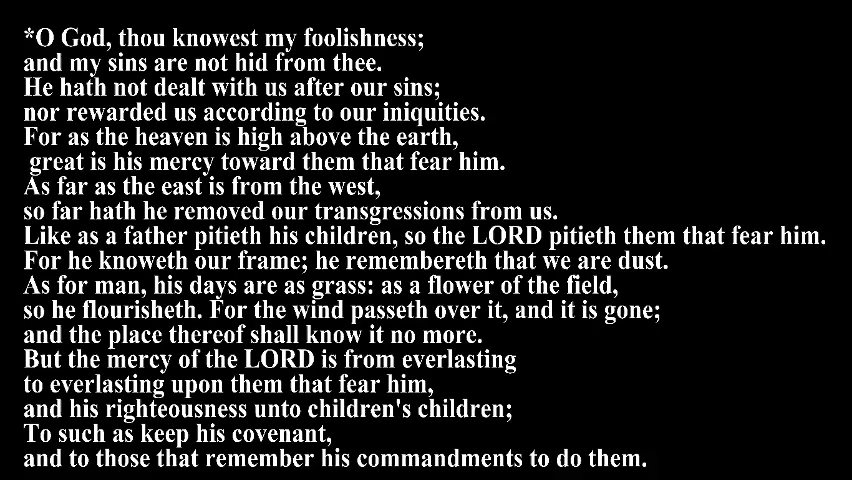 *O God, thou knowest my foolishness;
and my sins are not hid from thee.
He hath not dealt with us after our sins;
nor rewarded us according to our iniquities.
For as the heaven is high above the earth,
great is his mercy toward them that fear him.
As far as the east is from the west,
so far hath he removed our transgressions from us.
Like as a father pitieth his children, so the LORD pitieth them that fear him.
For he knoweth our frame; he remembereth that we are dust.
As for man, his days are as grass: as a flower of the field,
so he flourisheth. For the wind passeth over it, and it is gone;
and the place thereof shall know it no more.
But the mercy of the LORD is from everlasting
to everlasting upon them that fear him,
and his righteousness unto children's children;
To such as keep his covenant,
and to those that remember his commandments to do them.